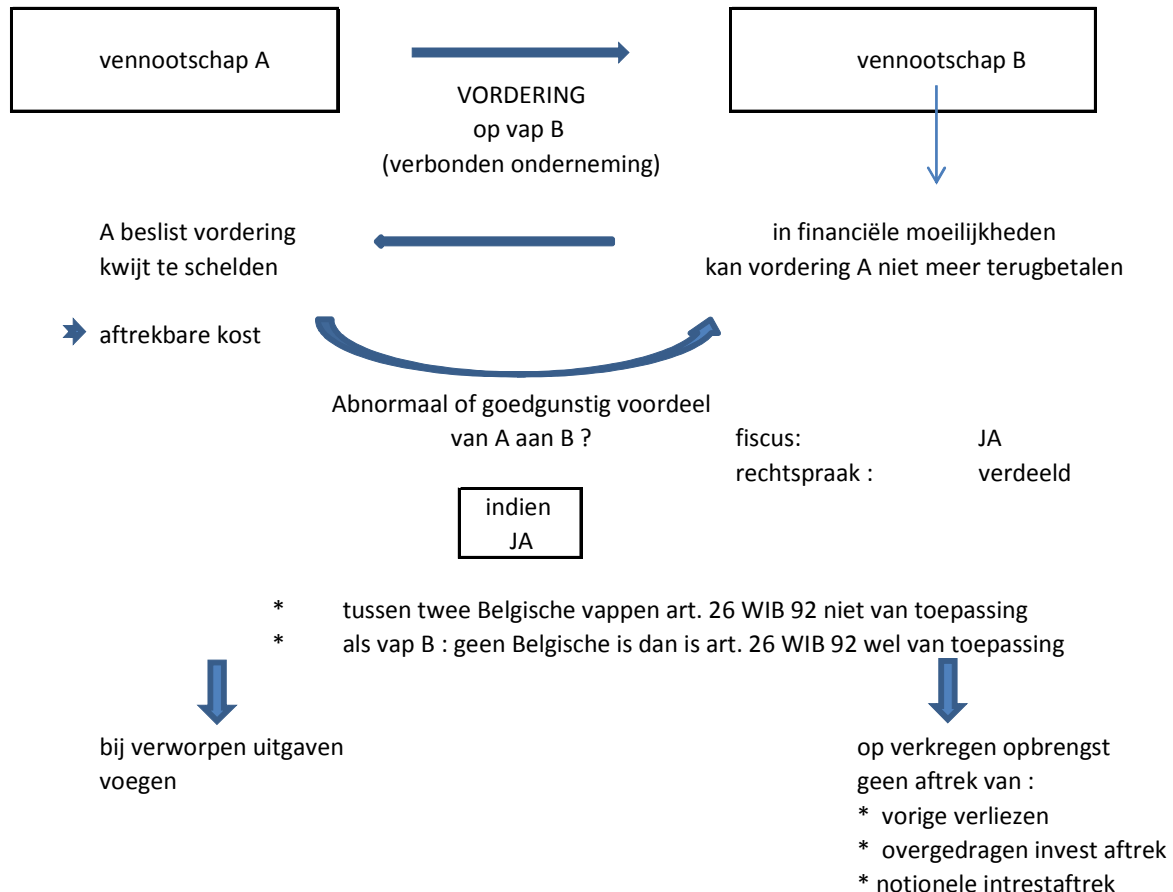 vennootschap A
vennootschap B
VORDERING
op vap B
(verbonden onderneming)
A beslist vordering
kwijt te schelden
in financiële moeilijkheden
kan vordering A niet meer terugbetalen
aftrekbare kost
Abnormaal of goedgunstig voordeel
van A aan B ?
fiscus: JA
rechtspraak : verdeeld
indien
JA
* tussen twee Belgische vappen art. 26 WIB 92 niet van toepassing
* als vap B : geen Belgische is dan is art. 26 WIB 92 wel van toepassing
bij verworpen uitgaven
voegen
op verkregen opbrengst
geen aftrek van :
* vorige verliezen
* overgedragen invest aftrek
* notionele intrestaftrek